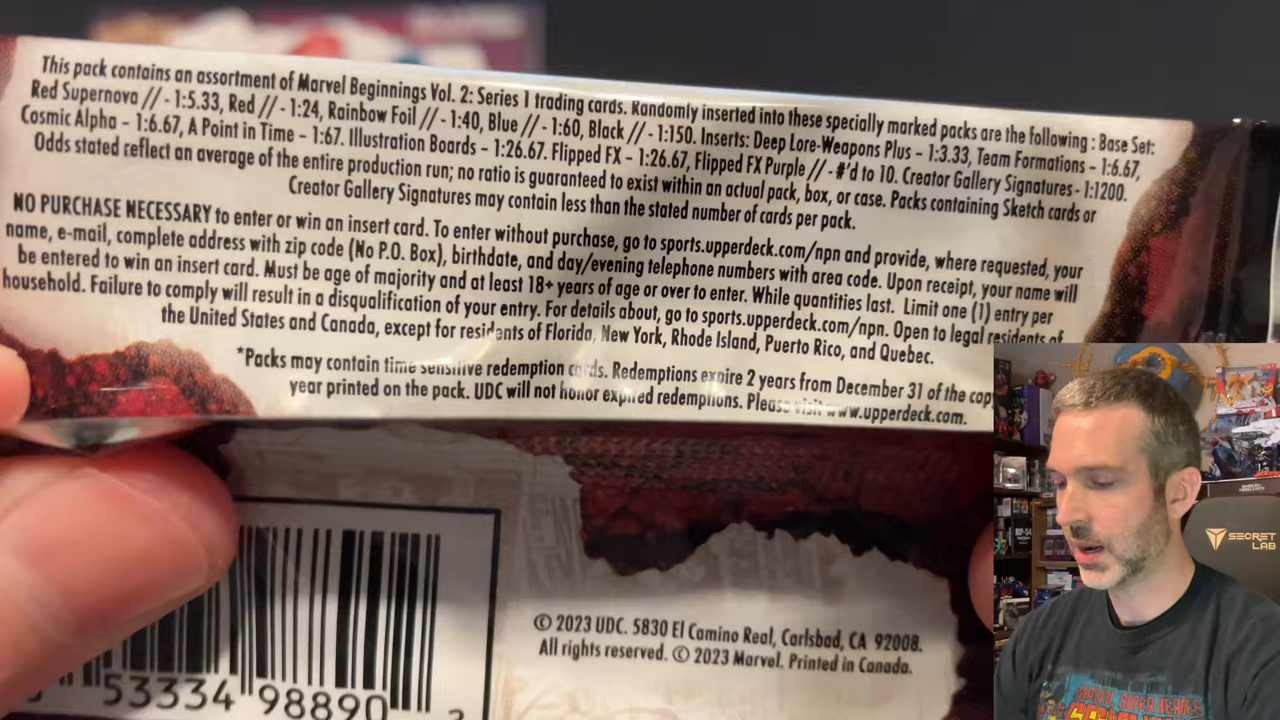 This pack contains an assortment of Marvel Beginnings Vol. 2: Series 1 trading cards. Randomly inserted into these specially marked packs are the following : Base Set:
Red Supernova // - 1:5.33, Red // - 1:24, Rainbow Foil // - 1:40, Blue // - 1:60, Black // - 1:150. Inserts: Deep Lore-Weapons Plus - 1:3.33, Team Formations - 1:6.67,
Cosmic Alpha - 1:6.67, A Point in Time - 1:67. Illustration Boards - 1:26.67. Flipped FX - 1:26.67, Flipped FX Purple // - #'d to 10. Creator Gallery Signatures - 1:1200.
Odds stated reflect an average of the entire production run; no ratio is guaranteed to exist within an actual pack, box, or case. Packs containing Sketch cards or
Creator Gallery Signatures may contain less than the stated number of cards per pack.
NO PURCHASE NECESSARY to enter or win an insert card. To enter without purchase, go to sports.upperdeck.com/npn and provide, where requested, your
name, e-mail, complete address with zip code (No P.O. Box), birthdate, and day/evening telephone numbers with area code. Upon receipt, your name will
be entered to win an insert card. Must be age of majority and at least 18+ years of age or over to enter. While quantities last. Limit one (1) entry per
household. Failure to comply will result in a disqualification of your entry. For details about, go to sports.upperdeck.com/npn. Open to legal residents of
the United States and Canada, except for residents of Florida, New York, Rhode Island, Puerto Rico, and Quebec.
*Packs may contain time sensitive redemption cards. Redemptions expire 2 years from December 31 of the cop
year printed on the pack. UDC will not honor expired redemptions. Please visit www.upperdeck.com.
© 2023 UDC. 5830 El Camino Real, Carlsbad, CA 92008.
All rights reserved. © 2023 Marvel. Printed in Canada.
53334 98890
SECRET
LAB
MARVEL SUPER HEROES